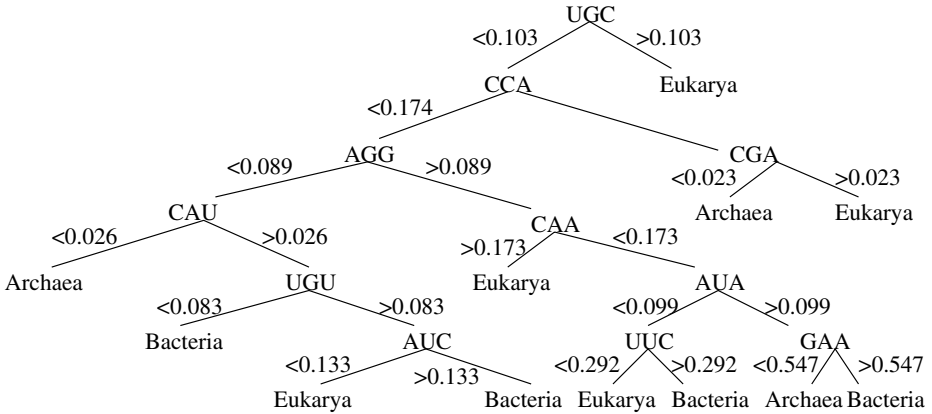 UGC
<0.103 >0.103
CCA Eukarya
<0.174
AGG CGA
<0.089 >0.089 <0.023 >0.023
CAU CAA Archaea Eukarya
<0.026 >0.026 >0.173 <0.173
Archaea UGU Eukarya AUA
<0.083 >0.083 <0.099 >0.099
Bacteria AUC UUC GAA
<0.133 >0.133 <0.292 >0.292 <0.547 >0.547
Eukarya Bacteria Eukarya Bacteria Archaea Bacteria